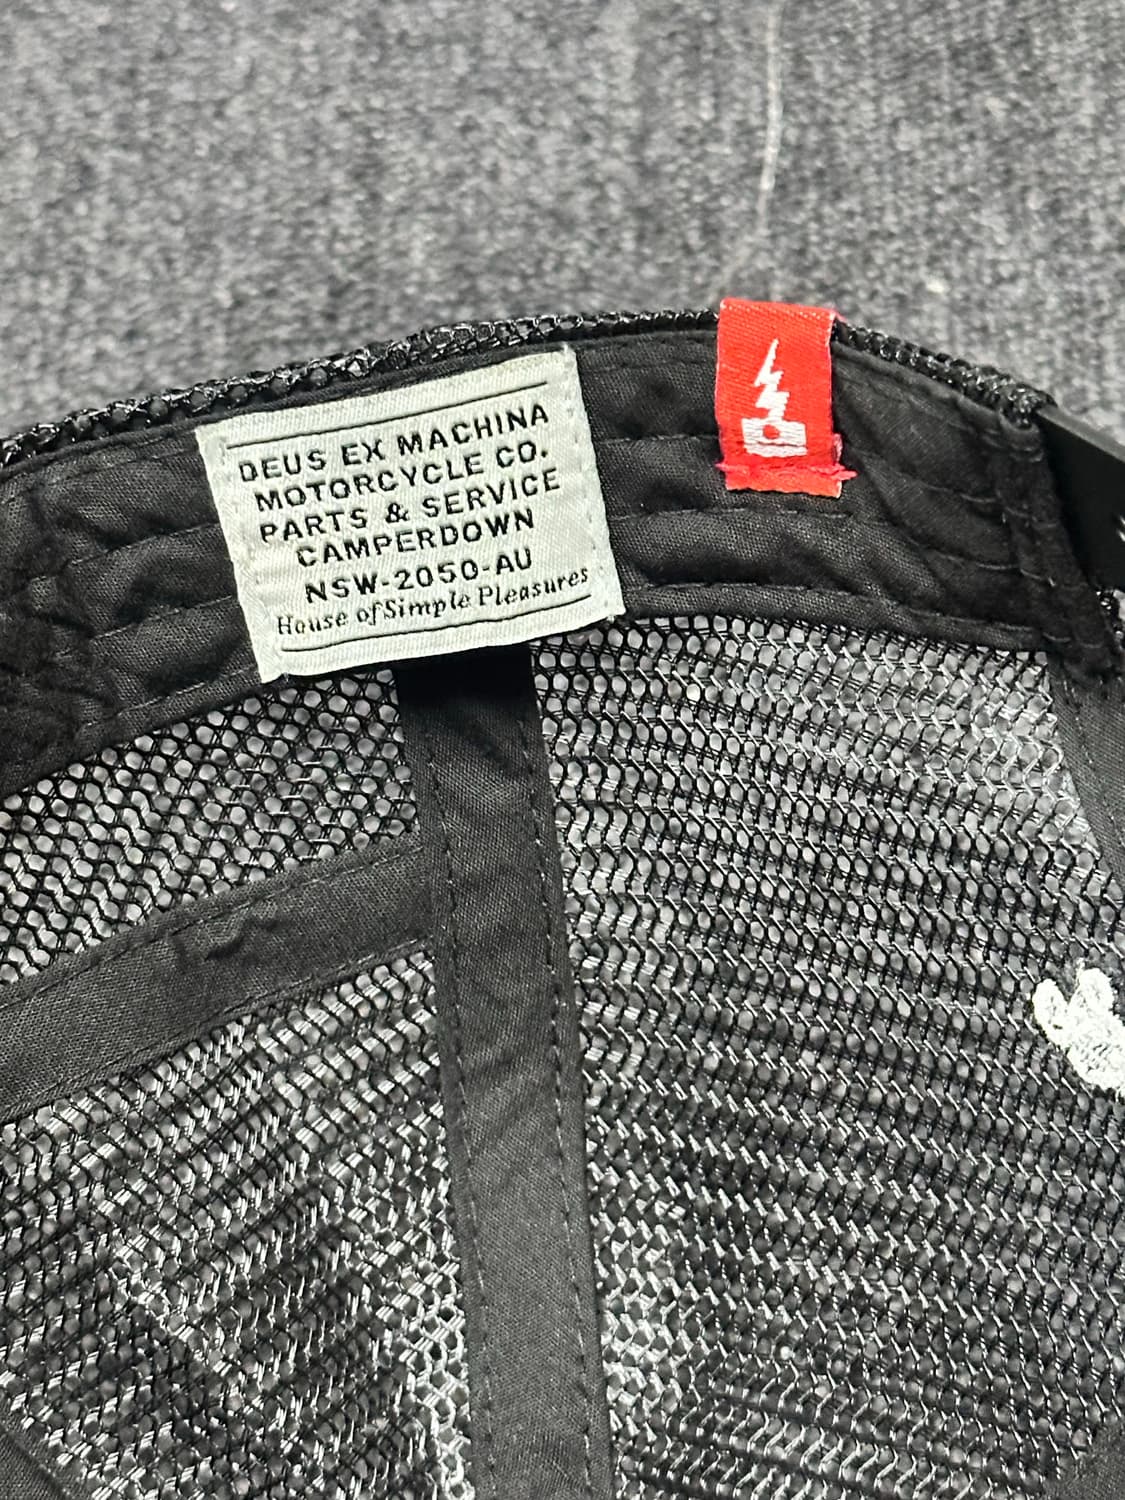 DEUS EX MACHINA
MOTORCYCLE CO.
PARTS & SERVICE
CAMPERDOWN
NSW-2050-AU
House of Simple Pleasures